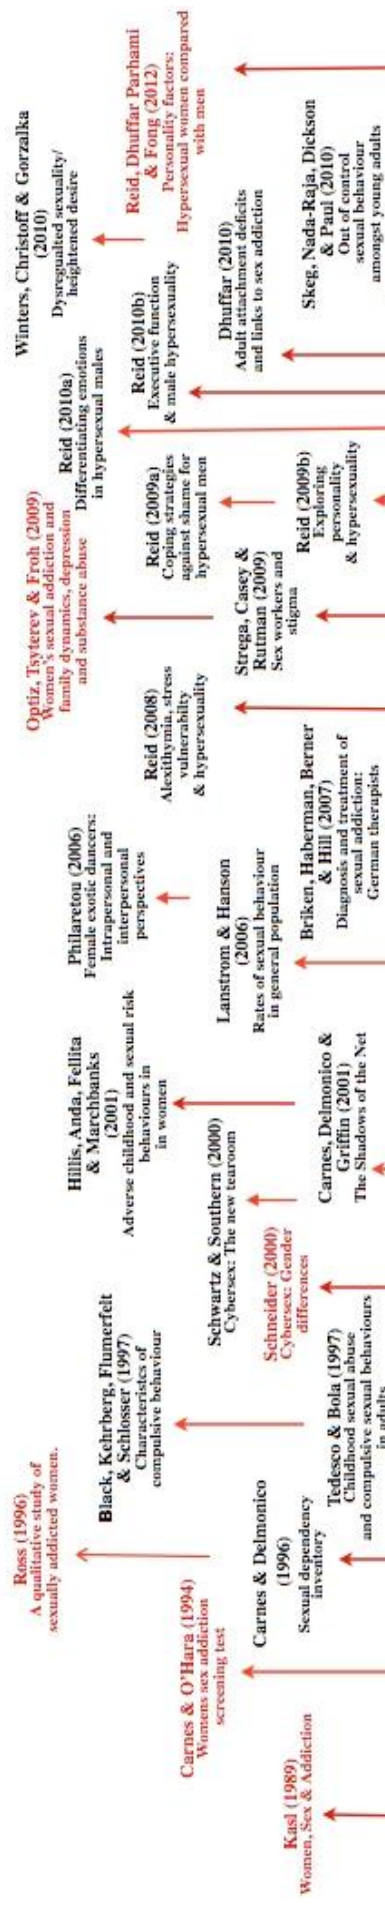 Kasl (1989)
Women, Sex & Addiction
Carnes & O'Hara (1994)
Womens sex addiction
screening test
Ross (1996)
A qualitative study of
sexually addicted women.
Carnes & Delmonico
(1996)
Sexual dependency
inventory
Black, Kehrberg, Flumerfelt
& Schlosser (1997)
Characteristics of
compulsive behaviour
Tedesco & Bola (1997)
Childhood sexual abuse
and compulsive sexual behaviours
in adults
Schneider (2000)
Cybersex: Gender
differences
Schwartz & Southern (2000)
Cybersex: The new tearoom
Hillis, Anda, Fellita
& Marchbanks
(2001)
Adverse childhood and sexual risk
behaviours in
in women
Carnes, Delmonico &
Griffin (2001)
The Shadows of the Net
Philaretou (2006)
Female exotic dancers:
Intrapersonal and
interpersonal
perspectives
Lanstrom & Hanson
(2006)
Rates of sexual behaviour
in general population
Briken, Haberman, Berner
& Hill (2007)
Diagnosis and treatment of
sexual addiction:
German therapists
Reid (2008)
Alexithymia, stress
vulnerabilty
& hypersexuality
Optiz, Tsyterev & Froh (2009)
Women's sexual addiction and
family dynamics, depression
and substance abuse
Strega, Casey &
Rutman (2009)
Sex workers and
stigma
Reid (2009a)
Coping strategies
against shame for
hypersexual men
Reid (2009b)
Exploring
personality
& hypersexuality
Reid (2010a)
Differentiating emotions
in hypersexual males
Reid (2010b)
Executive function
& male hypersexuality
Dhuffar (2010)
Adult attachment deficits
and links to sex addiction
Winters, Christoff & Gorzalka
(2010)
Dysregualted sexuality/
heightened desire
Skeg, Nada-Raja, Dickson
& Paul (2010)
Out of control
sexual behaviour
amongst young adults
Reid, Dhuffar Parhami
& Fong (2012)
Personality factors:
Hypersexual women compared
with men